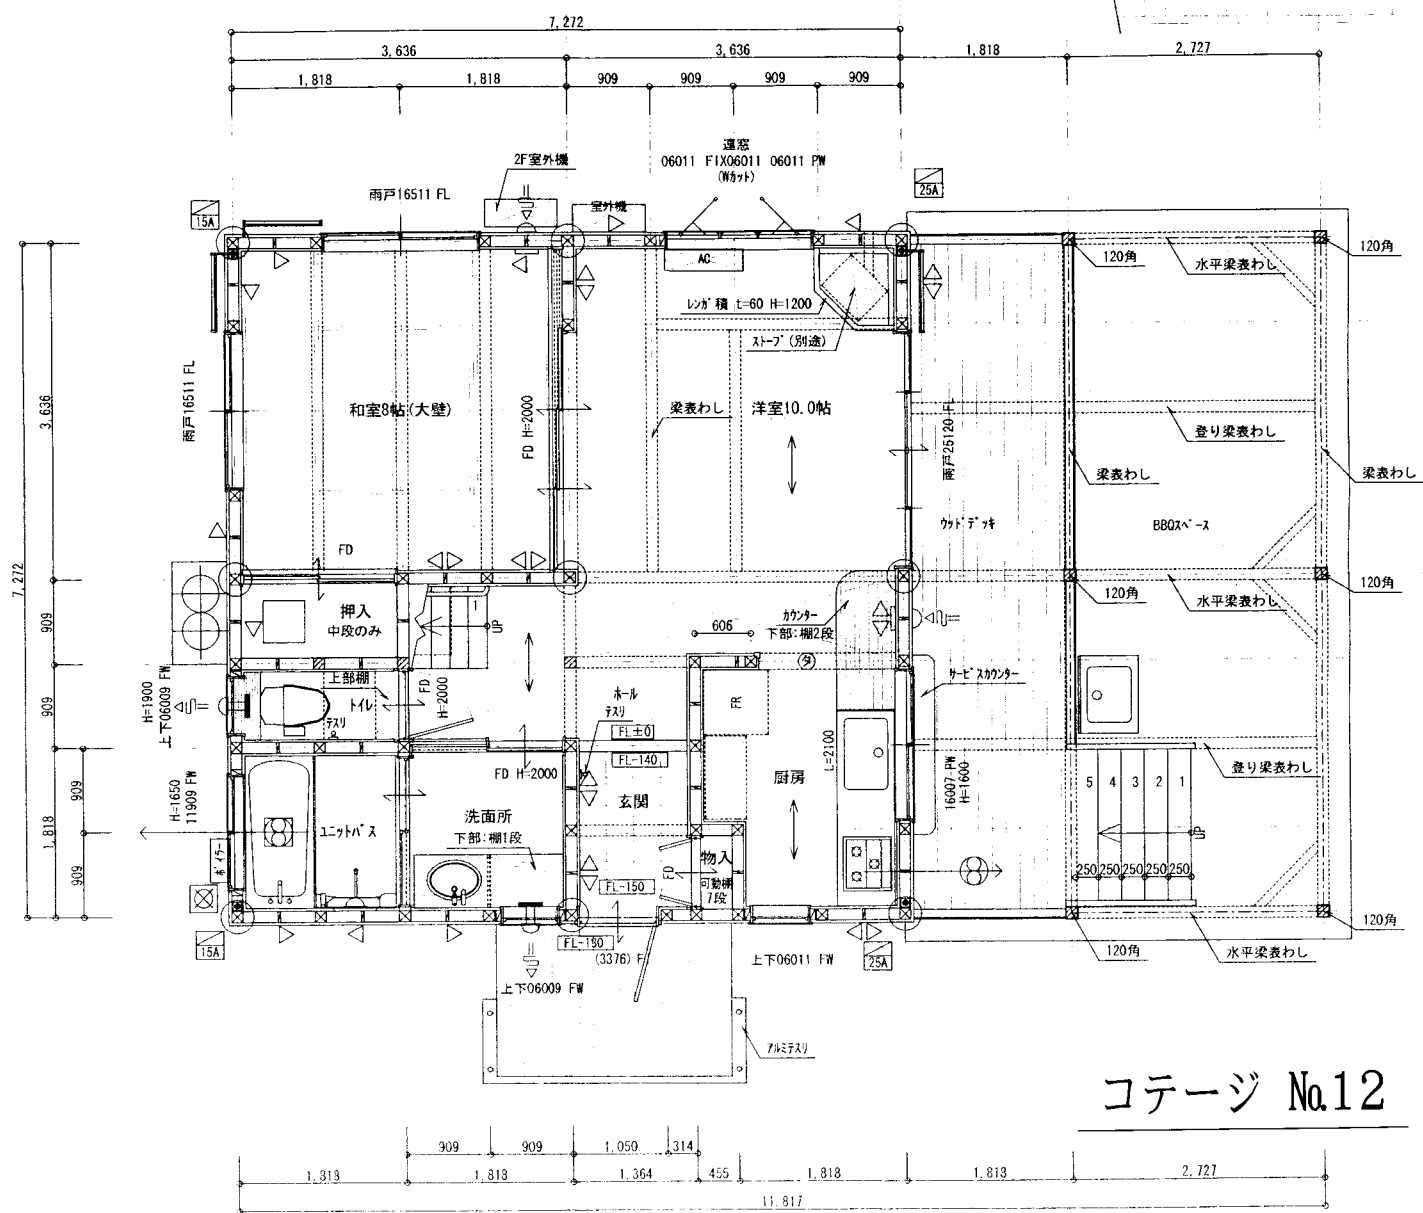 7,272
3,636
3,636
1,818
2,727
1,818
1,818
909
909
909
909
2F室外機
連窓
06011 FIX06011 06011 PW
(Wカット)
雨戸16511 FL
室外機
15A
25A
AC
120角
水平梁表わし
120角
レンガ積 t=60 H=1200
ストーブ(別途)
7,272
3,636
雨戸16511 FL
和室8帖(大壁)
FD H=2000
梁表わし
洋室10.0帖
雨戸25120 FL
登り梁表わし
梁表わし
梁表わし
ウッドデッキ
BBQスペース
FD
120角
水平梁表わし
120角
909
押入
中段のみ
1
UP
カウンター
下部:棚2段
606
タ
サービスカウンター
909
H=1900
上下06009 FW
上部棚
トイレ
テスリ
FD
H=2000
ホール
テスリ
FL±0
FL-140
FR
L=2100
厨房
16007 PW
H=1600
登り梁表わし
5
4
3
2
1
UP
250
250
250
250
250
1,818
909
909
H=1650
11909 FW
ボイラー
ユニットバス
FD H=2000
洗面所
下部:棚1段
玄関
FL-150
FD
物入
可動棚
7段
15A
FL-180
(3376) F
上下06009 FW
上下06011 FW
25A
120角
水平梁表わし
120角
アルミテスリ
コテージ №12
909
909
1,050
314
1,818
1,818
1,364
455
1,818
1,818
2,727
11,817